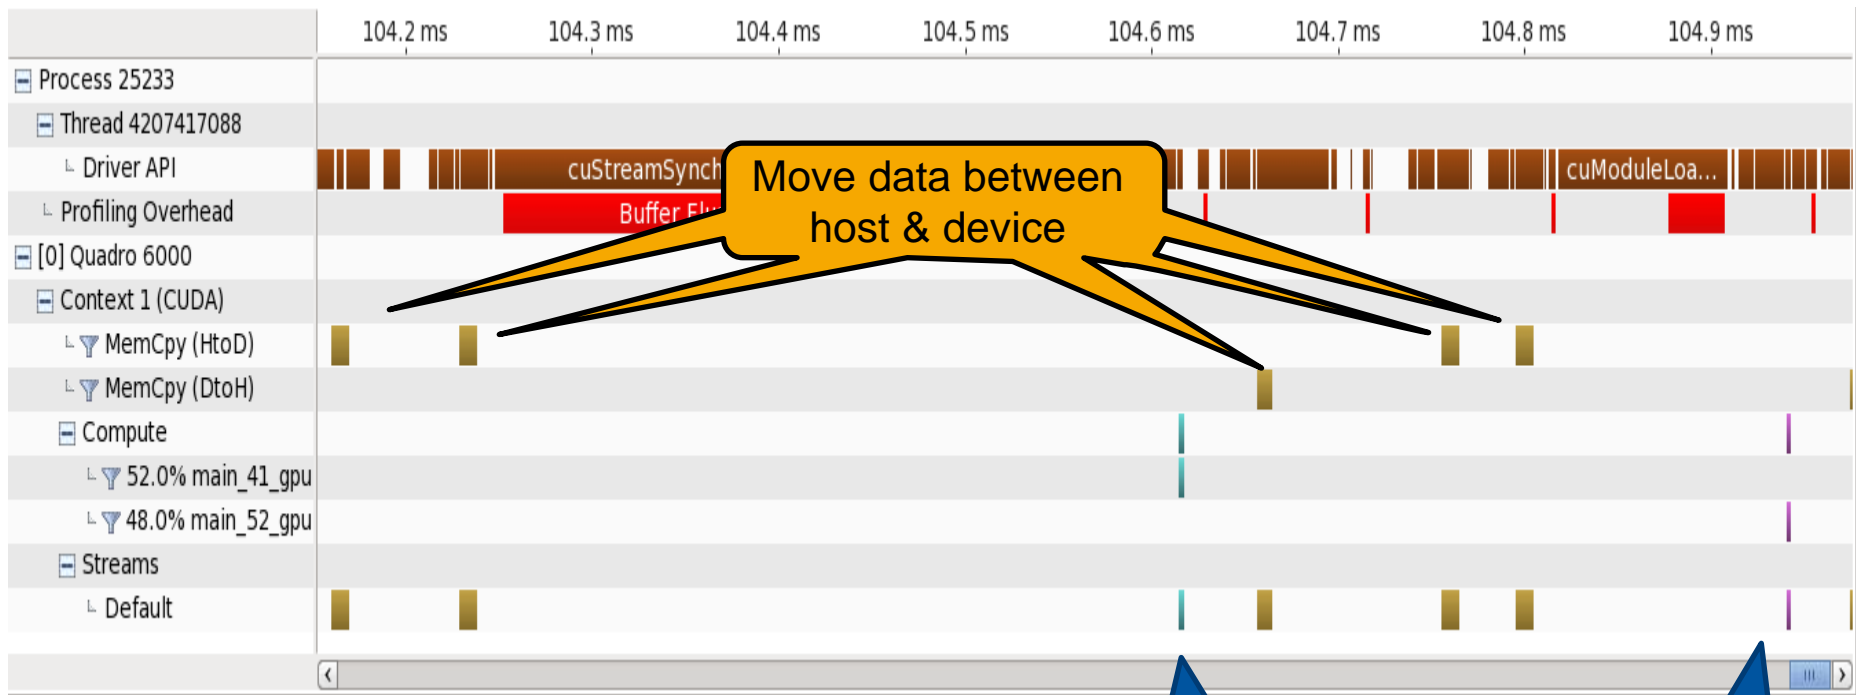 104.2 ms 104.3 ms 104.4 ms 104.5 ms 104.6 ms 104.7 ms 104.8 ms 104.9 ms
Process 25233
Thread 4207417088
Driver API
cuStreamSynch
cuModuleLoa...
Profiling Overhead
Buffer
Move data between
host & device
[0] Quadro 6000
Context 1 (CUDA)
MemCpy (HtoD)
MemCpy (DtoH)
Compute
52.0% main_41_gpu
48.0% main_52_gpu
Streams
Default